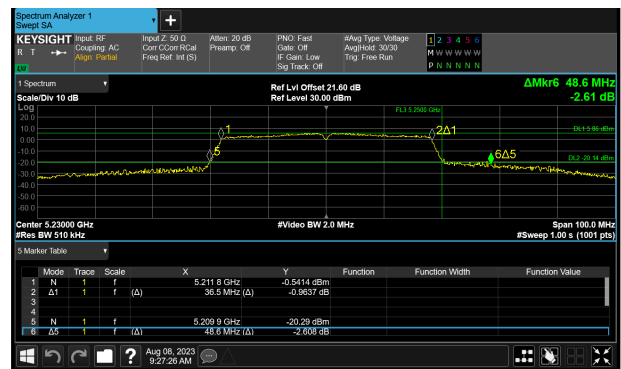 Spectrum Analyzer 1
Swept SA
+
KEYSIGHT
R T
LXI
Input: RF
Coupling: AC
Align: Partial
Input Z: 50 Ω
Corr CCorr RCal
Freq Ref: Int (S)
Atten: 20 dB
Preamp: Off
PNO: Fast
Gate: Off
IF Gain: Low
Sig Track: Off
#Avg Type: Voltage
Avg|Hold: 30/30
Trig: Free Run
1 2 3 4 5 6
M W W W W W
P N N N N N
1 Spectrum
Scale/Div 10 dB
Ref Lvl Offset 21.60 dB
Ref Level 30.00 dBm
ΔMkr6 48.6 MHz
-2.61 dB
Log
20.0
10.0
0.00
-10.0
-20.0
-30.0
-40.0
-50.0
-60.0
FL3 5.2500 GHz
1
2Δ1
DL1 5.86 dBm
5
6Δ5
DL2 -20.14 dBm
Center 5.23000 GHz
#Res BW 510 kHz
#Video BW 2.0 MHz
Span 100.0 MHz
#Sweep 1.00 s (1001 pts)
5 Marker Table
Mode Trace Scale X Y Function Function Width Function Value
1 N 1 f 5.211 8 GHz -0.5414 dBm
2 Δ1 1 f (Δ) 36.5 MHz (Δ) -0.9637 dB
3
4
5 N 1 f 5.209 9 GHz -20.29 dBm
6 Δ5 1 f (Δ) 48.6 MHz (Δ) -2.608 dB
?
Aug 08, 2023
9:27:26 AM